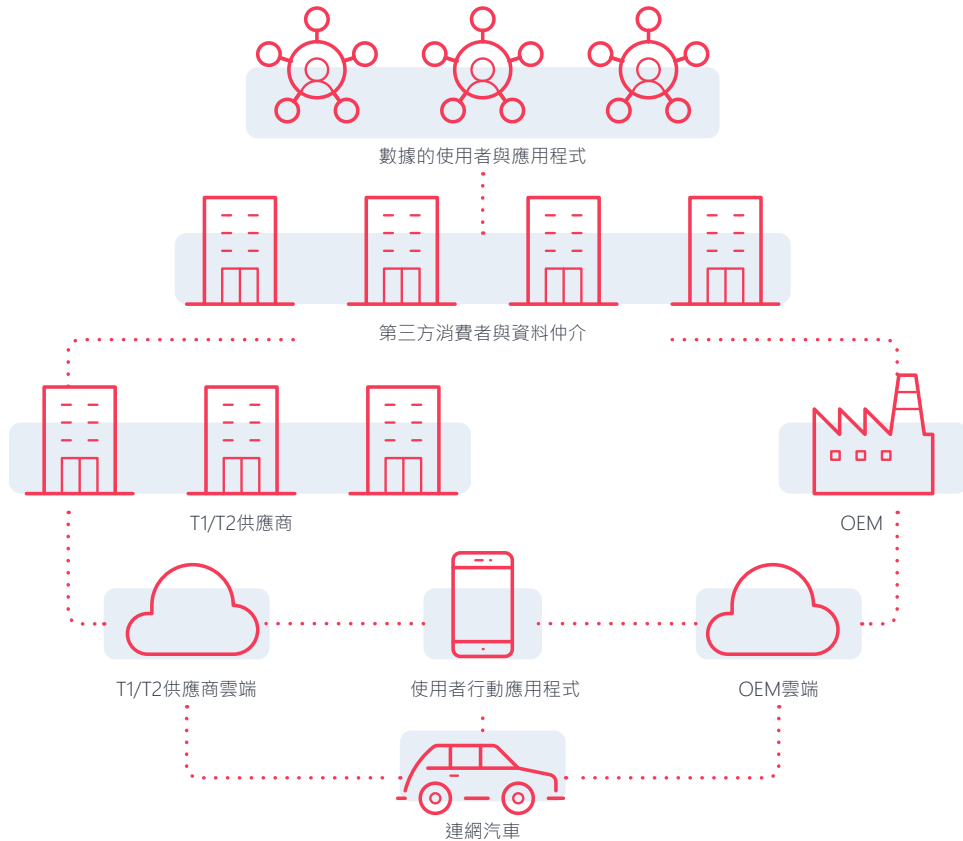 數據的使用者與應用程式
第三方消費者與資料仲介
T1/T2供應商
OEM
T1/T2供應商雲端
使用者行動應用程式
OEM雲端
連網汽車